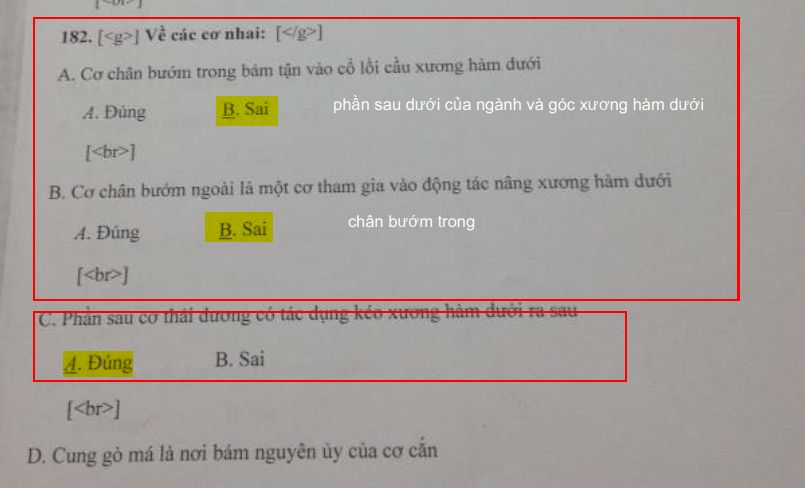 182. [<g>] Về các cơ nhai: [</g>]
A. Cơ chân bướm trong bám tận vào cổ lồi cầu xương hàm dưới
A. Đúng B. Sai phần sau dưới của ngành và góc xương hàm dưới
[<br>]
B. Cơ chân bướm ngoài là một cơ tham gia vào động tác nâng xương hàm dưới
A. Đúng B. Sai chân bướm trong
[<br>]
C. Phần sau cơ thái dương có tác dụng kéo xương hàm dưới ra sau
A. Đúng B. Sai
[<br>]
D. Cung gò má là nơi bám nguyên ủy của cơ cắn